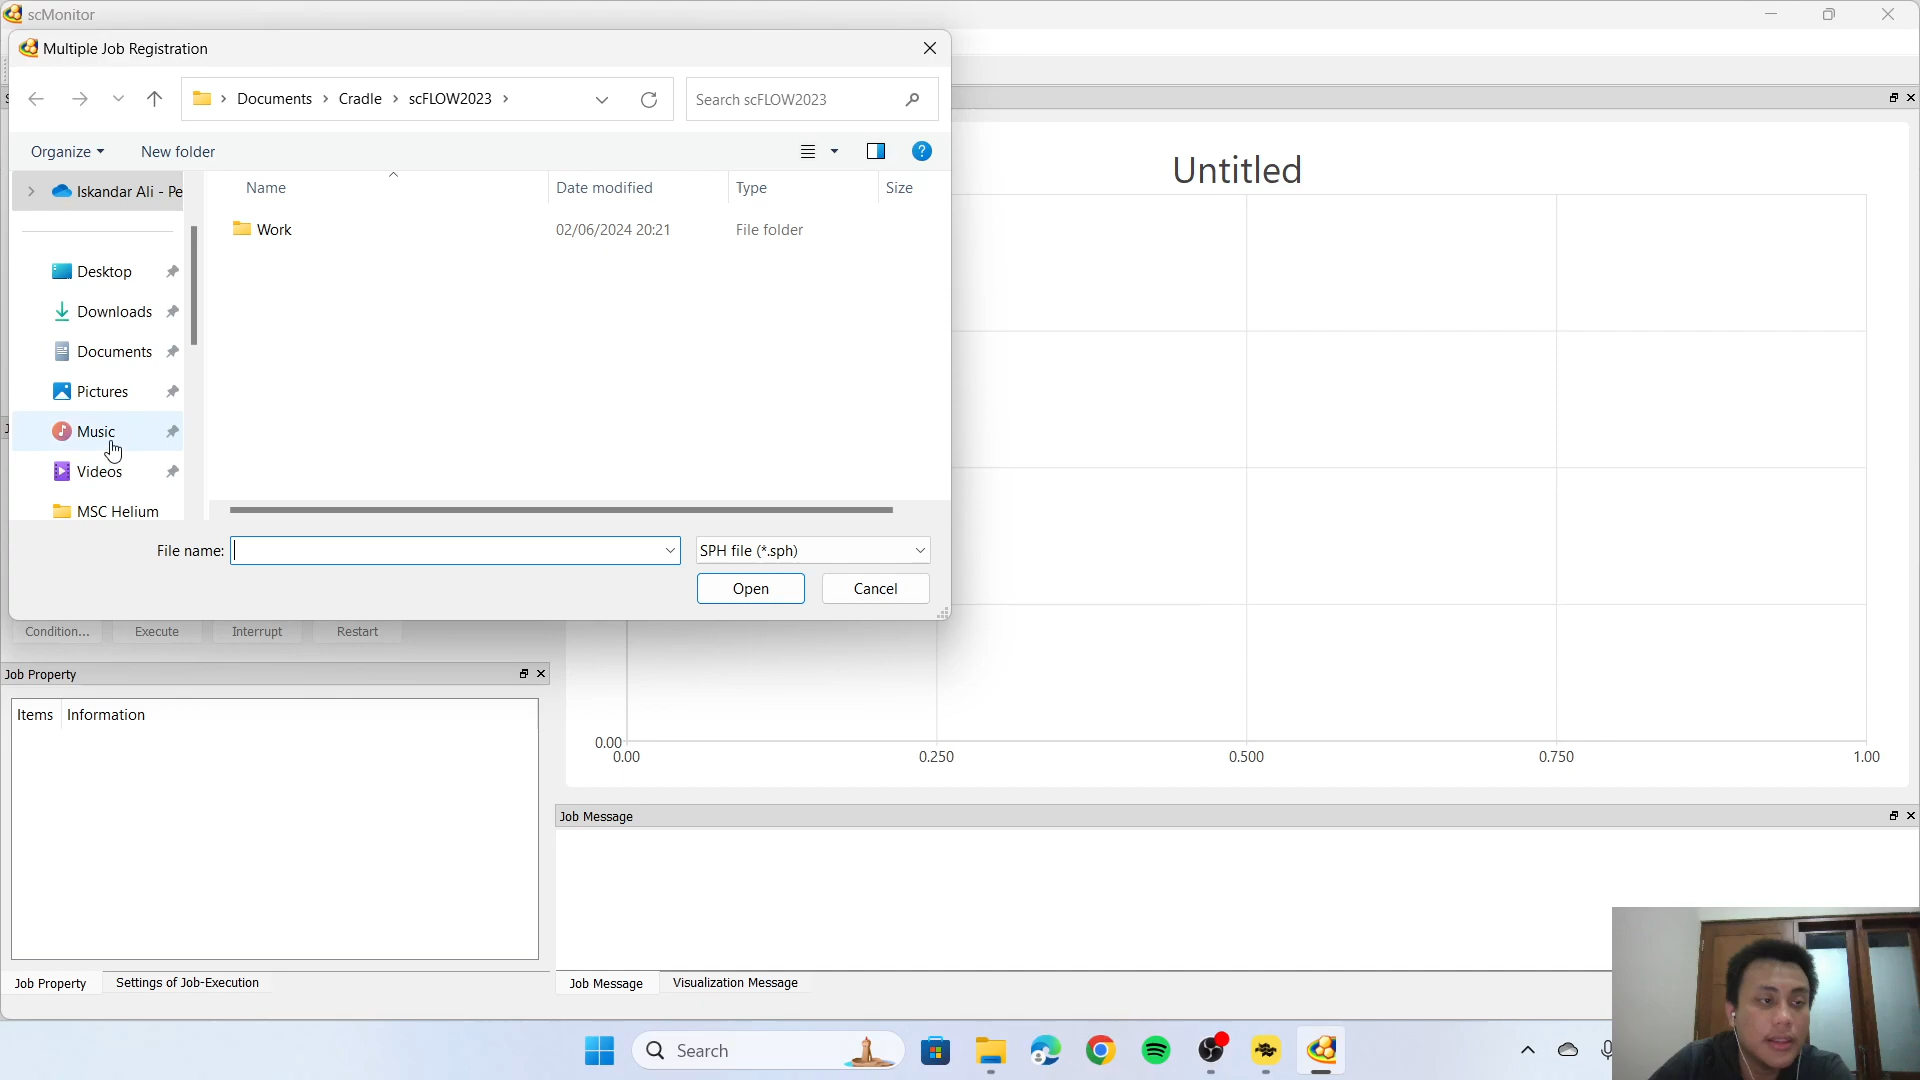 scMonitor
Multiple Job Registration
Documents > Cradle > scFLOW2023 >
Search scFLOW2023
Organize
New folder
Iskandar Ali - Pe
Name
Date modified
Type
Size
Work
02/06/2024 20:21
File folder
Desktop
Downloads
Documents
Pictures
Music
Videos
MSC Helium
File name:
SPH file (*.sph)
Open
Cancel
Condition...
Execute
Interrupt
Restart
Job Property
Items
Information
Job Property
Settings of Job-Execution
Untitled
0.00
0.00
0.250
0.500
0.750
1.00
Job Message
Job Message
Visualization Message
Search